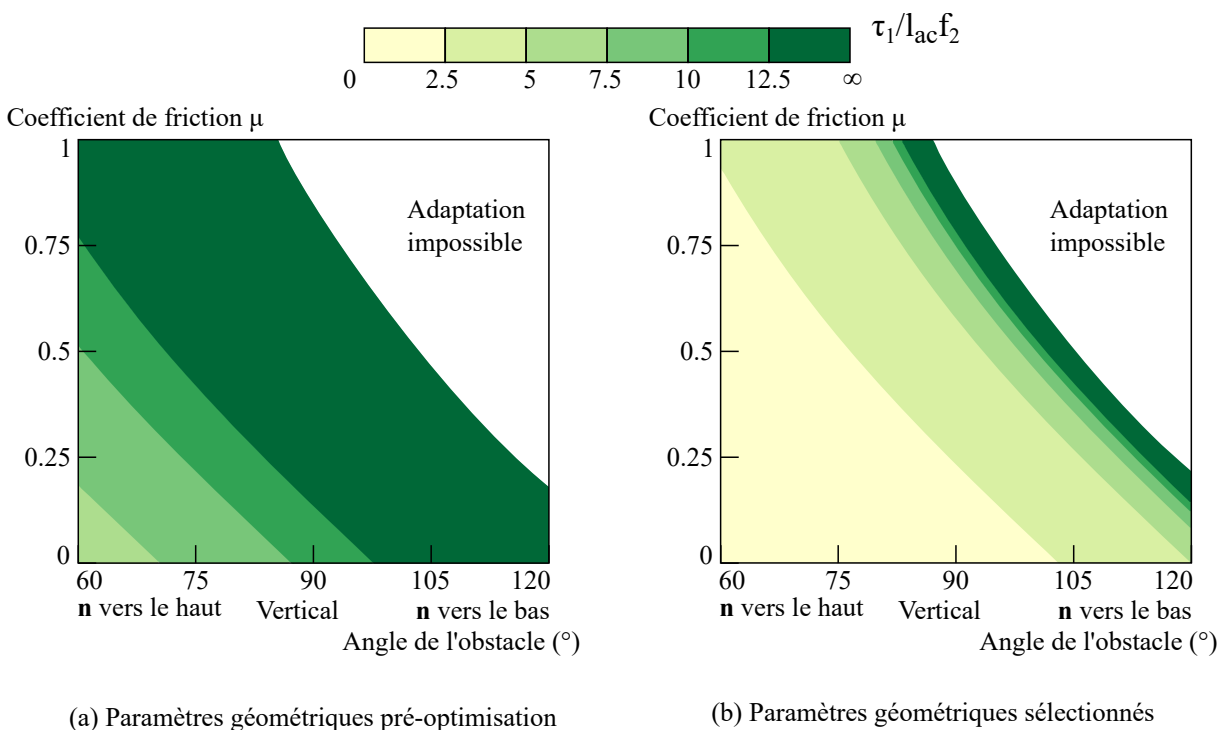 τ₁/l_ac f₂
0 2.5 5 7.5 10 12.5 ∞
Coefficient de friction μ
1
0.75
0.5
0.25
0
Adaptation
impossible
60 75 90 105 120
n vers le haut Vertical n vers le bas
Angle de l'obstacle (°)
(a) Paramètres géométriques pré-optimisation
Coefficient de friction μ
1
0.75
0.5
0.25
0
Adaptation
impossible
60 75 90 105 120
n vers le haut Vertical n vers le bas
Angle de l'obstacle (°)
(b) Paramètres géométriques sélectionnés